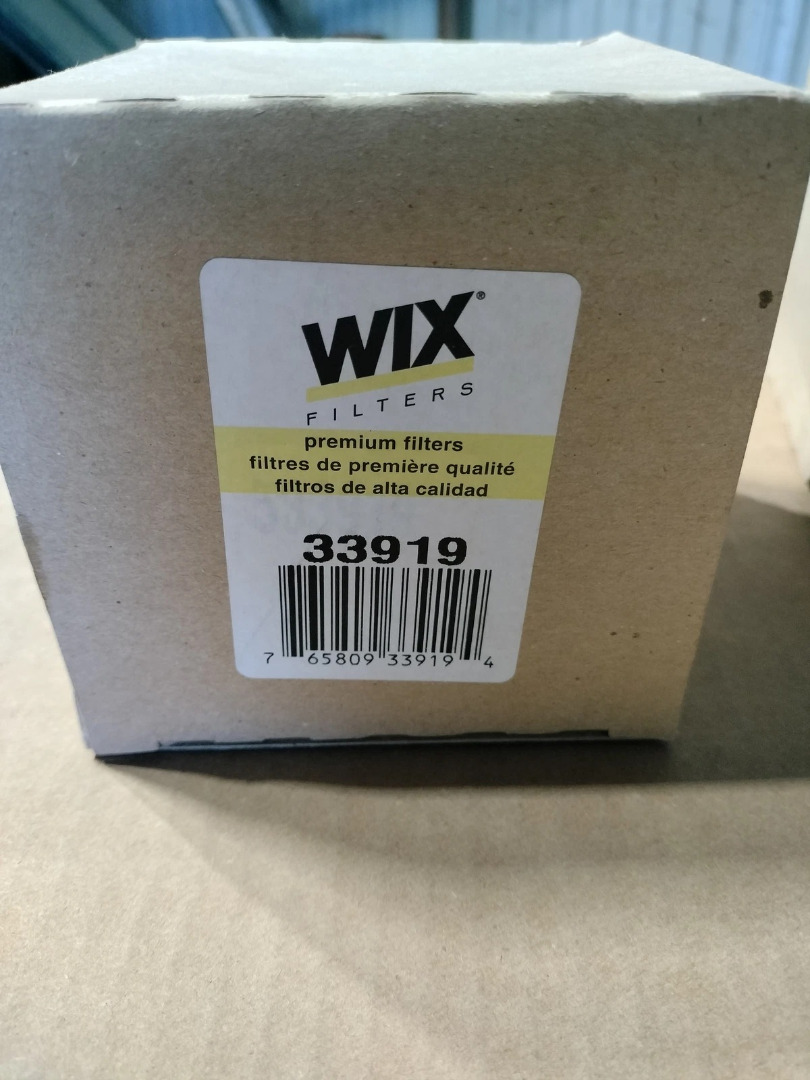 WIX®
FILTERS
premium filters
filtres de première qualité
filtros de alta calidad
33919
7 65809 33919 4